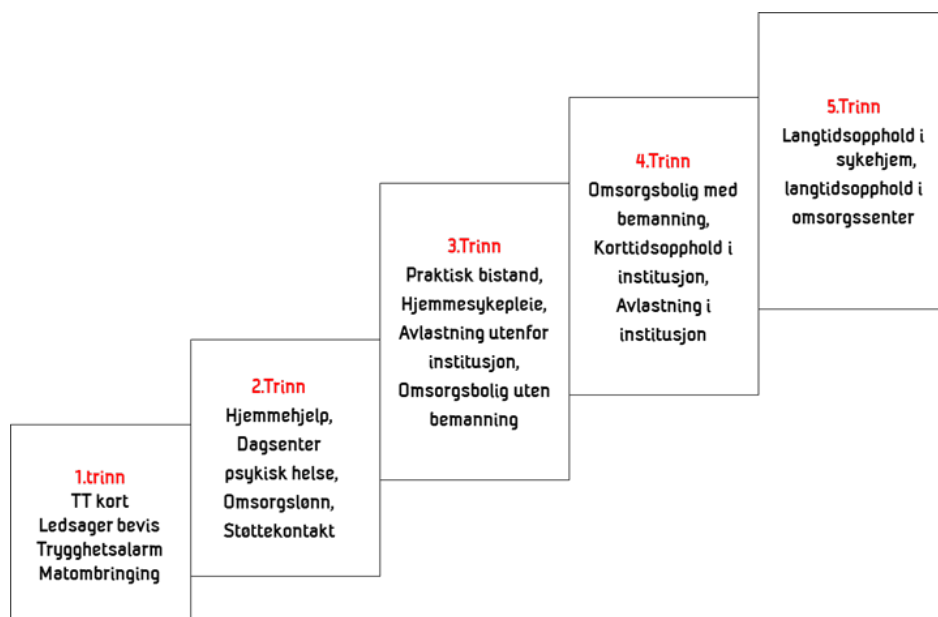 1.trinn
TT kort
Ledsager bevis
Trygghetsalarm
Matombringing
2.Trinn
Hjemmehjelp,
Dagsenter
psykisk helse,
Omsorgslønn,
Støttekontakt
3.Trinn
Praktisk bistand,
Hjemmesykepleie,
Avlastning utenfor
institusjon,
Omsorgsbolig uten
bemanning
4.Trinn
Omsorgsbolig med
bemanning,
Korttidsopphold i
institusjon,
Avlastning i
institusjon
5.Trinn
Langtidsopphold i
sykehjem,
langtidsopphold i
omsorgssenter